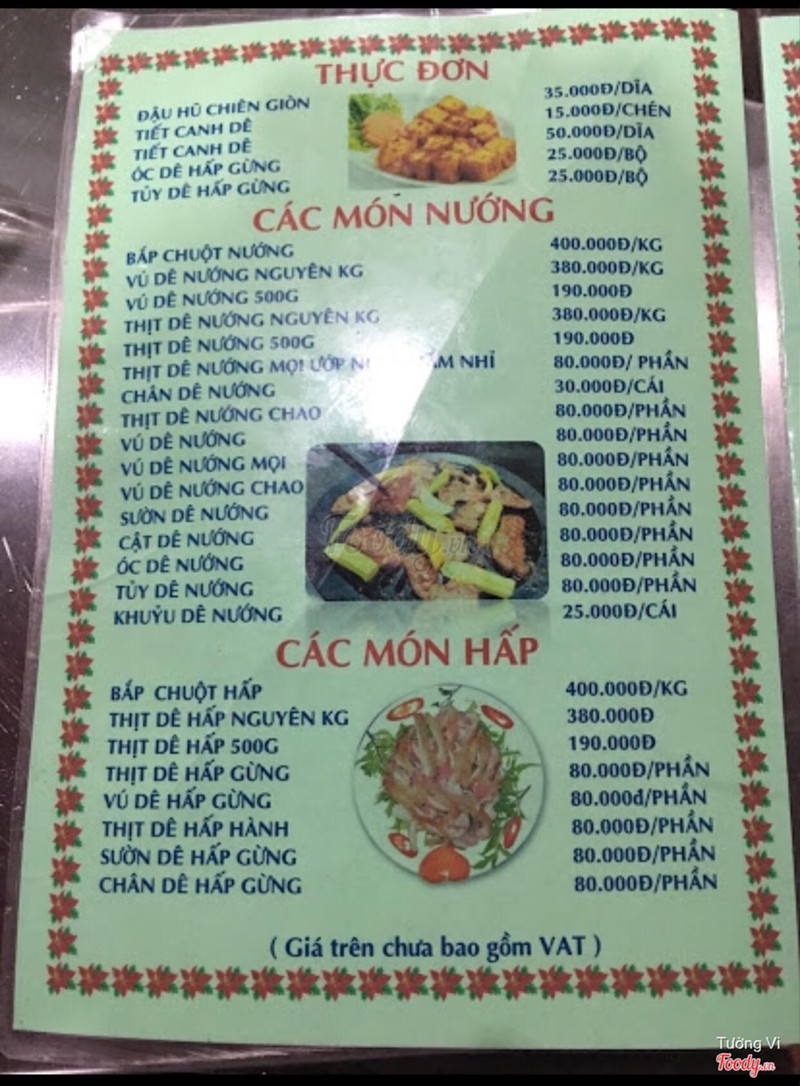 THỰC ĐƠN
ĐẬU HŨ CHIÊN GIÒN 35.000Đ/DĨA
TIẾT CANH DÊ 15.000Đ/CHÉN
TIẾT CANH DÊ 50.000Đ/DĨA
ÓC DÊ HẤP GỪNG 25.000Đ/BỘ
TỦY DÊ HẤP GỪNG 25.000Đ/BỘ
CÁC MÓN NƯỚNG
BẮP CHUỘT NƯỚNG 400.000Đ/KG
VÚ DÊ NƯỚNG NGUYÊN KG 380.000Đ/KG
VÚ DÊ NƯỚNG 500G 190.000Đ
THỊT DÊ NƯỚNG NGUYÊN KG 380.000Đ/KG
THỊT DÊ NƯỚNG 500G 190.000Đ
THỊT DÊ NƯỚNG MỌI ƯỚP NHỈ 80.000Đ/ PHẦN
CHÂN DÊ NƯỚNG 30.000Đ/CÁI
THỊT DÊ NƯỚNG CHAO 80.000Đ/PHẦN
VÚ DÊ NƯỚNG 80.000Đ/PHẦN
VÚ DÊ NƯỚNG MỌI 80.000Đ/PHẦN
VÚ DÊ NƯỚNG CHAO 80.000Đ/PHẦN
SƯỜN DÊ NƯỚNG 80.000Đ/PHẦN
CẬT DÊ NƯỚNG 80.000Đ/PHẦN
ÓC DÊ NƯỚNG 80.000Đ/PHẦN
TỦY DÊ NƯỚNG 80.000Đ/PHẦN
KHUỶU DÊ NƯỚNG 25.000Đ/CÁI
CÁC MÓN HẤP
BẮP CHUỘT HẤP 400.000Đ/KG
THỊT DÊ HẤP NGUYÊN KG 380.000Đ
THỊT DÊ HẤP 500G 190.000Đ
THỊT DÊ HẤP GỪNG 80.000Đ/PHẦN
VÚ DÊ HẤP GỪNG 80.000đ/PHẦN
THỊT DÊ HẤP HÀNH 80.000Đ/PHẦN
SƯỜN DÊ HẤP GỪNG 80.000Đ/PHẦN
CHÂN DÊ HẤP GỪNG 80.000Đ/PHẦN
( Giá trên chưa bao gồm VAT )
Tường Vi
Foody.vn